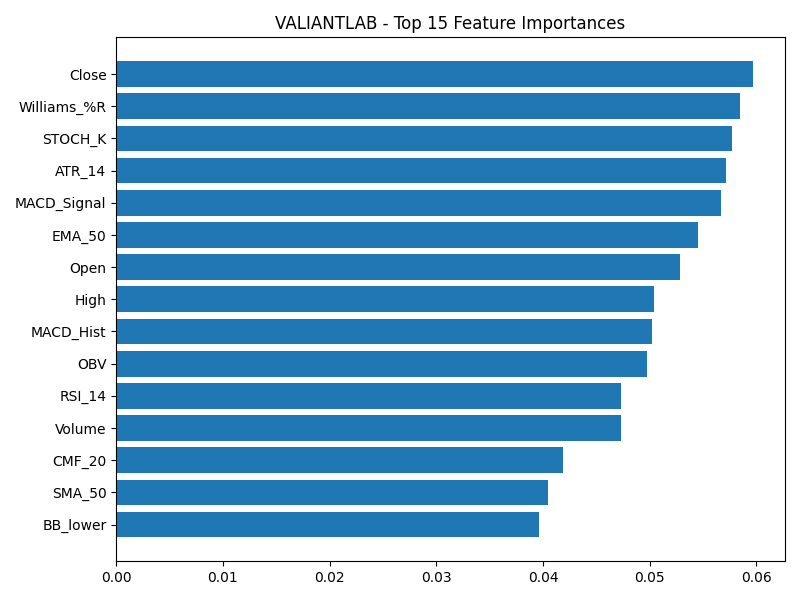 VALIANTLAB - Top 15 Feature Importances
Close
Williams_%R
STOCH_K
ATR_14
MACD_Signal
EMA_50
Open
High
MACD_Hist
OBV
RSI_14
Volume
CMF_20
SMA_50
BB_lower
0.00 0.01 0.02 0.03 0.04 0.05 0.06